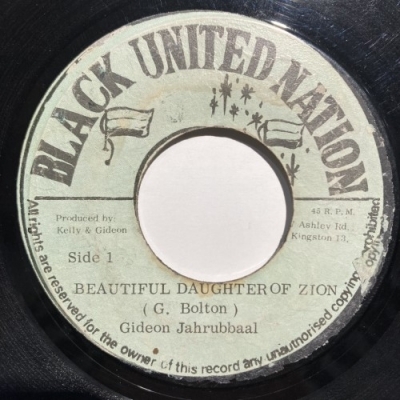 BLACK UNITED NATION
Produced by:
Kelly & Gideon
45 R.P.M.
Ashley Rd.
Kingston 13.
Side 1
BEAUTIFUL DAUGHTER OF ZION
( G. Bolton )
Gideon Jahrubbaal
All rights are reserved for the owner of this record any unauthorised copying prohibited